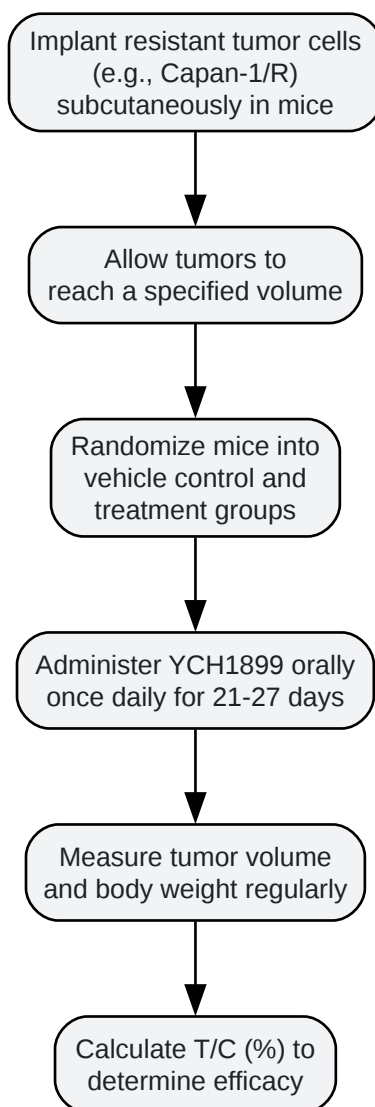 Implant resistant tumor cells
(e.g., Capan-1/R)
subcutaneously in mice
Allow tumors to
reach a specified volume
Randomize mice into
vehicle control and
treatment groups
Administer YCH1899 orally
once daily for 21-27 days
Measure tumor volume
and body weight regularly
Calculate T/C (%) to
determine efficacy